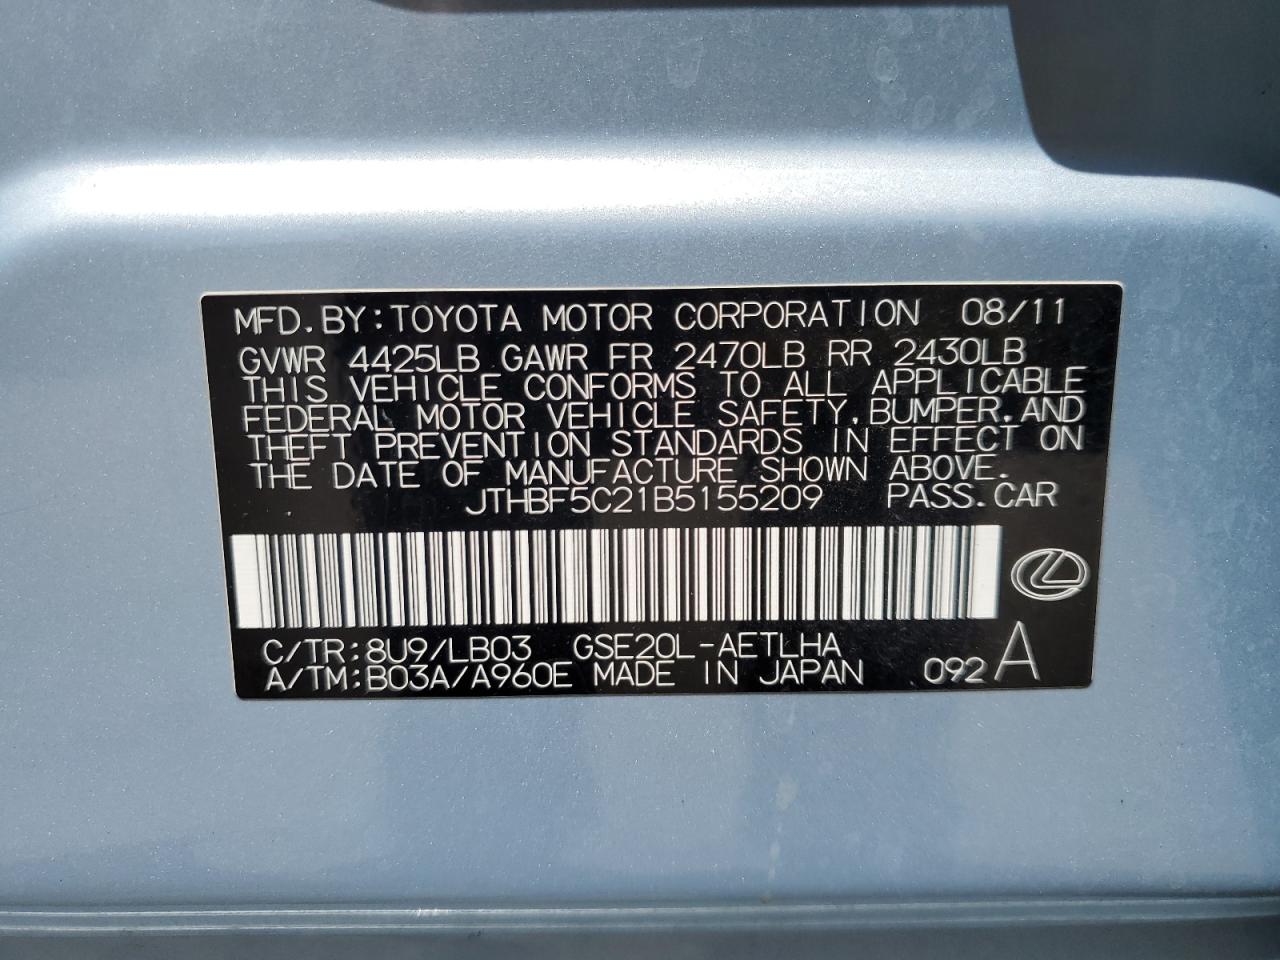 MFD. BY: TOYOTA MOTOR CORPORATION 08/11
GVWR 4425LB GAWR FR 2470LB RR 2430LB
THIS VEHICLE CONFORMS TO ALL APPLICABLE
FEDERAL MOTOR VEHICLE SAFETY, BUMPER, AND
THEFT PREVENTION STANDARDS IN EFFECT ON
THE DATE OF MANUFACTURE SHOWN ABOVE.
JTHBF5C21B5155209 PASS. CAR
C/TR: 8U9/LB03 GSE20L-AETLHA
A/TM: B03A/A960E MADE IN JAPAN 092 A